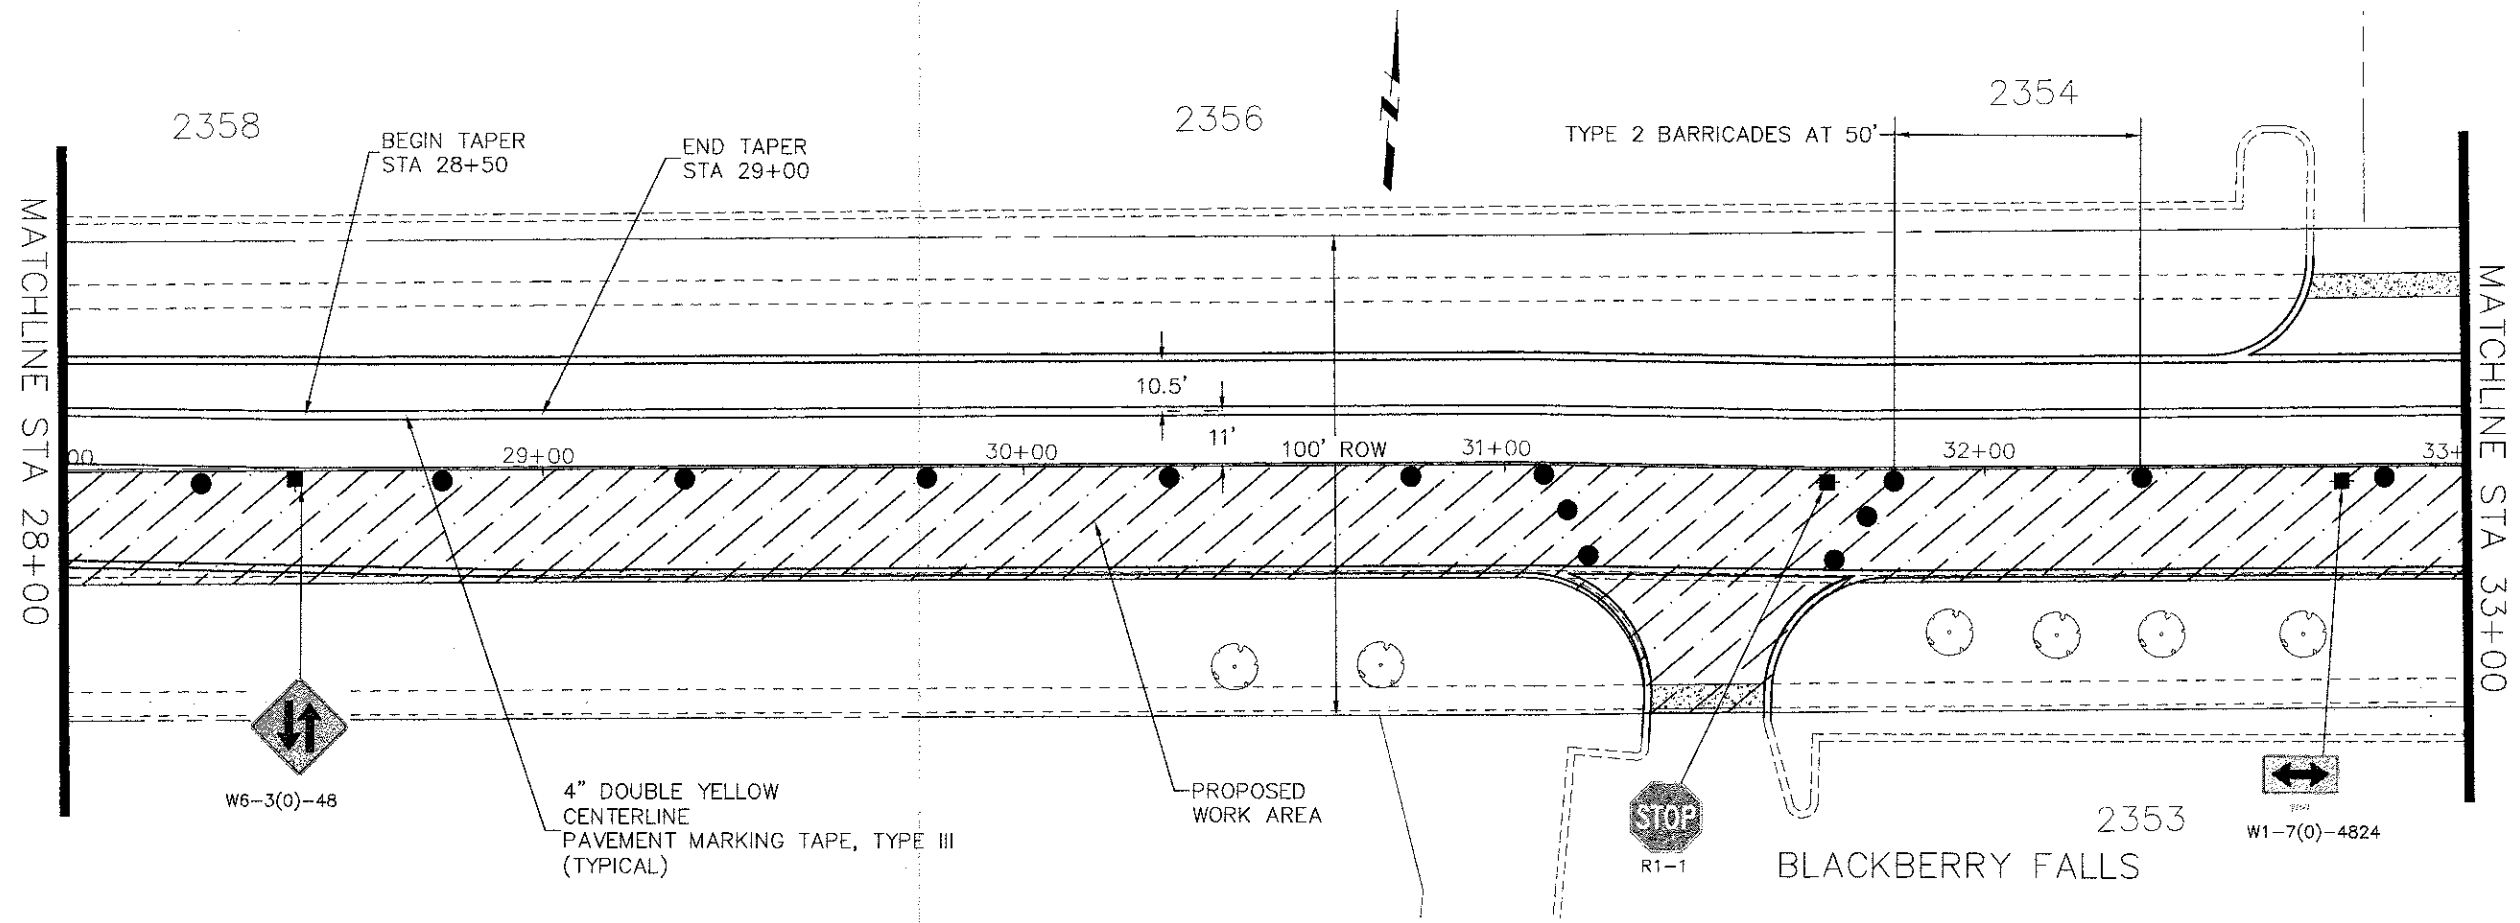 2358
2356
2354
N
BEGIN TAPER
STA 28+50
END TAPER
STA 29+00
TYPE 2 BARRICADES AT 50'
MATCHLINE STA 28+00
MATCHLINE STA 33+00
10.5'
11'
100' ROW
00
29+00
30+00
31+00
32+00
33+
W6-3(0)-48
4" DOUBLE YELLOW
CENTERLINE
PAVEMENT MARKING TAPE, TYPE III
(TYPICAL)
PROPOSED
WORK AREA
STOP
R1-1
2353
W1-7(0)-4824
BLACKBERRY FALLS